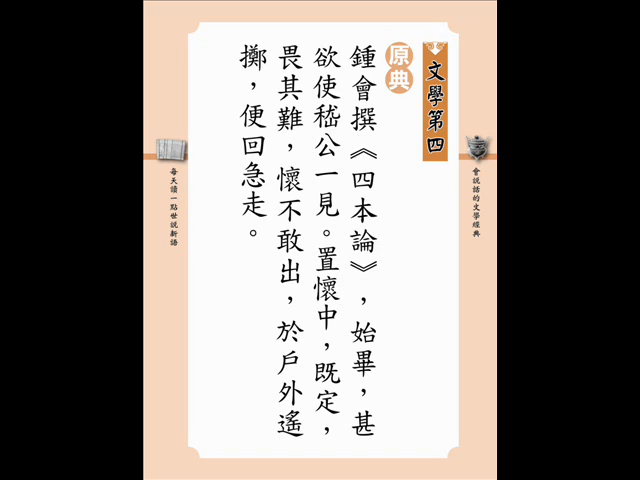 會說話的文學經典
文學第四
原典
鍾會撰《四本論》，始畢，甚
欲使嵇公一見。置懷中，既定，
畏其難，懷不敢出，於戶外遙
擲，便回急走。
每天讀一點世說新語